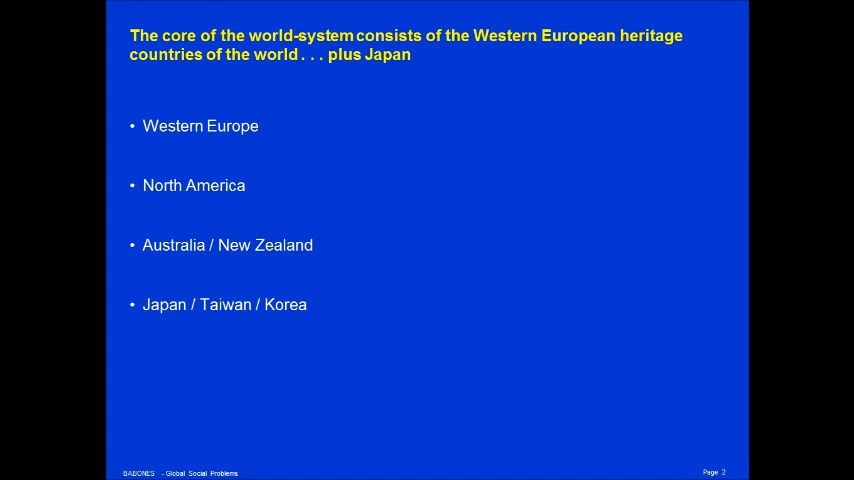 The core of the world-system consists of the Western European heritage
countries of the world . . . plus Japan
• Western Europe
• North America
• Australia / New Zealand
• Japan / Taiwan / Korea
BABONES - Global Social Problems
Page 2